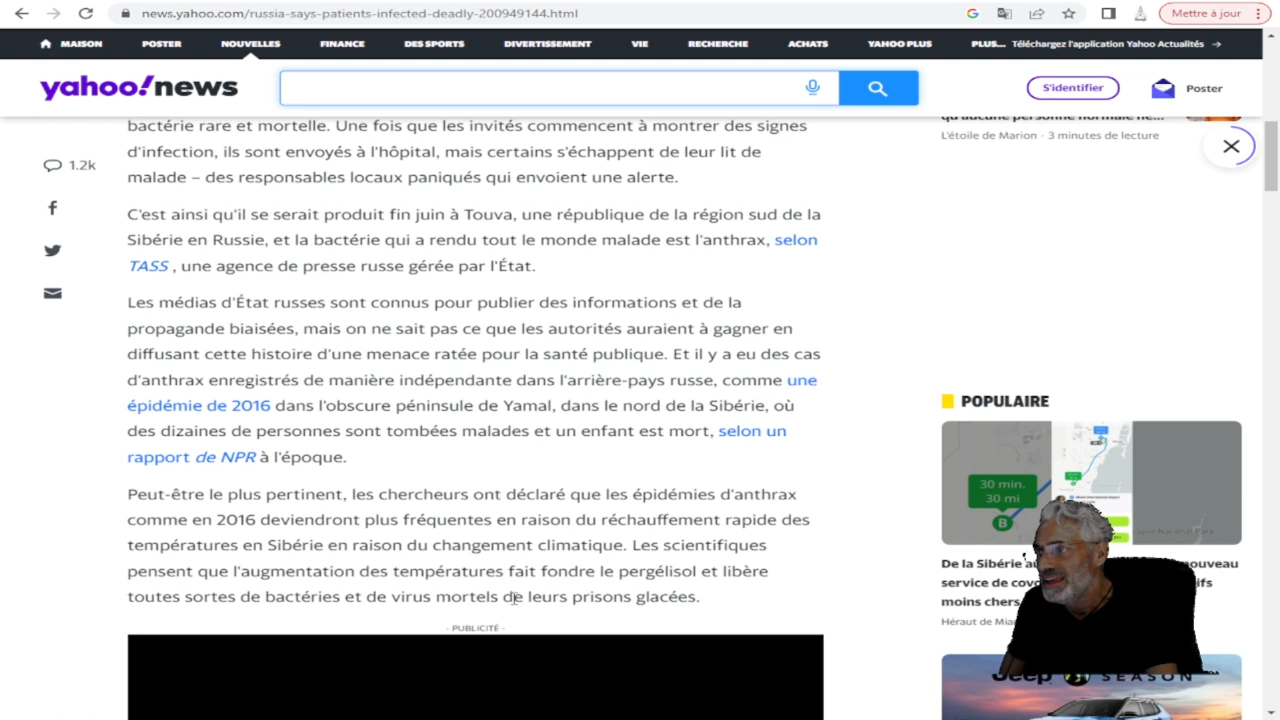 news.yahoo.com/russia-says-patients-infected-deadly-200949144.html
Mettre à jour
MAISON POSTER NOUVELLES FINANCE DES SPORTS DIVERTISSEMENT VIE RECHERCHE ACHATS YAHOO PLUS PLUS... Téléchargez l'application Yahoo Actualités →
yahoo!news
S'identifier
Poster
bactérie rare et mortelle. Une fois que les invités commencent à montrer des signes
d'infection, ils sont envoyés à l'hôpital, mais certains s'échappent de leur lit de
malade – des responsables locaux paniqués qui envoient une alerte.
1.2k
C'est ainsi qu'il se serait produit fin juin à Touva, une république de la région sud de la
Sibérie en Russie, et la bactérie qui a rendu tout le monde malade est l'anthrax, selon
TASS , une agence de presse russe gérée par l'État.
Les médias d'État russes sont connus pour publier des informations et de la
propagande biaisées, mais on ne sait pas ce que les autorités auraient à gagner en
diffusant cette histoire d'une menace ratée pour la santé publique. Et il y a eu des cas
d'anthrax enregistrés de manière indépendante dans l'arrière-pays russe, comme une
épidémie de 2016 dans l'obscure péninsule de Yamal, dans le nord de la Sibérie, où
des dizaines de personnes sont tombées malades et un enfant est mort, selon un
rapport de NPR à l'époque.
Peut-être le plus pertinent, les chercheurs ont déclaré que les épidémies d'anthrax
comme en 2016 deviendront plus fréquentes en raison du réchauffement rapide des
températures en Sibérie en raison du changement climatique. Les scientifiques
pensent que l'augmentation des températures fait fondre le pergélisol et libère
toutes sortes de bactéries et de virus mortels de leurs prisons glacées.
- PUBLICITÉ -
qu'aucune personne normale ne...
L'étoile de Marion · 3 minutes de lecture
POPULAIRE
30 min.
30 mi
B
De la Sibérie
service de
moins chers
Héraut de
Jeep SEASON